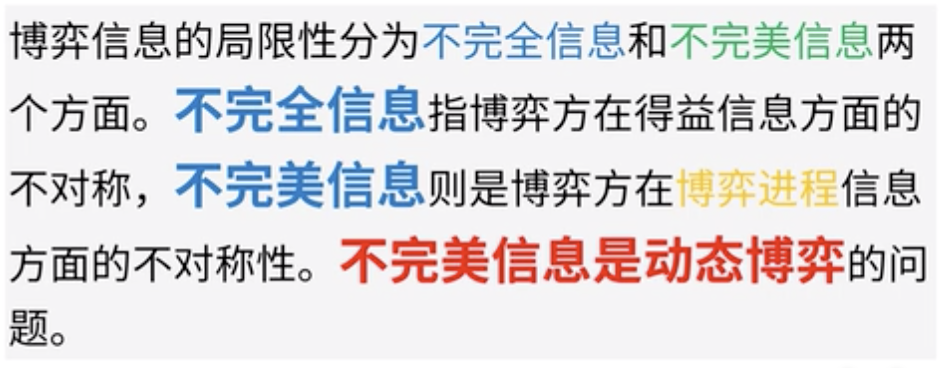 博弈信息的局限性分为不完全信息和不完美信息两
个方面。不完全信息指博弈方在得益信息方面的
不对称，不完美信息则是博弈方在博弈进程信息
方面的不对称性。不完美信息是动态博弈的问
题。